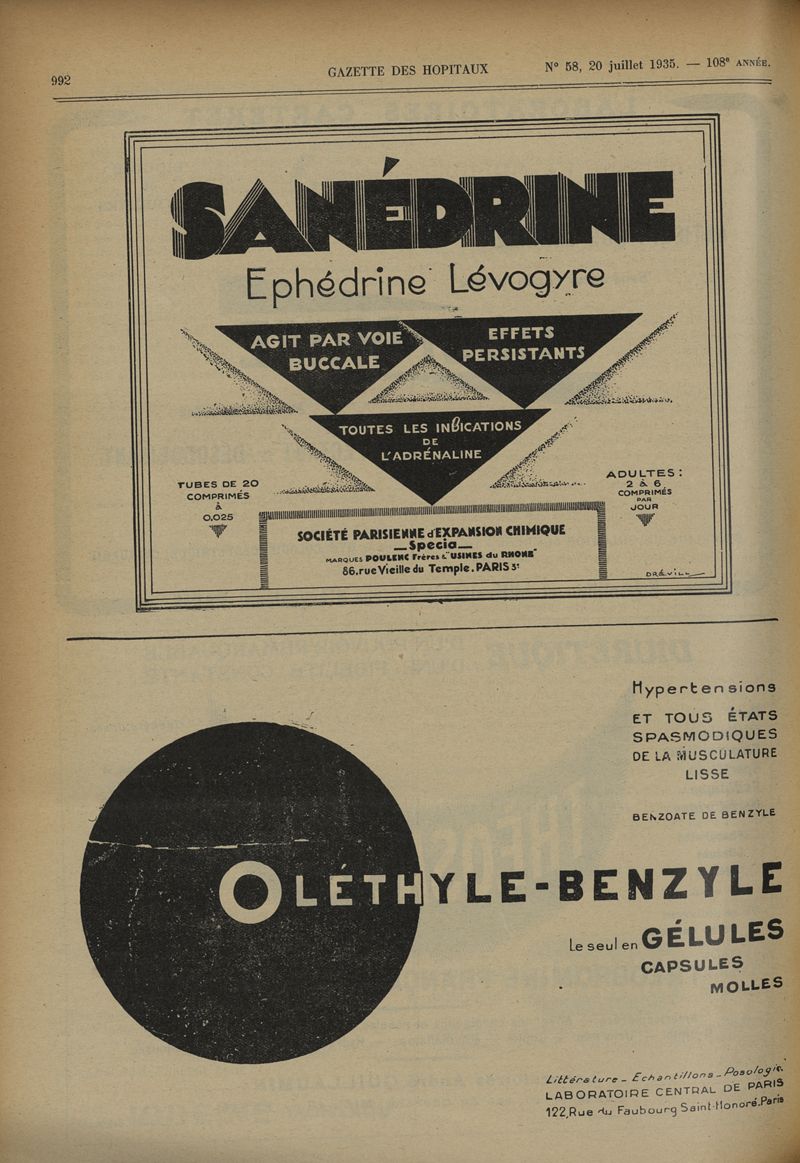 992
GAZETTE DES HOPITAUX
N° 58, 20 juillet 1935. — 108e ANNÉE.
SANÉDRINE
Ephédrine Lévogyre
AGIT PAR VOIE
BUCCALE
EFFETS
PERSISTANTS
TOUTES LES INDICATIONS
DE
L'ADRÉNALINE
TUBES DE 20
COMPRIMÉS
À
0,025
ADULTES :
2 à 6
COMPRIMÉS
PAR
JOUR
SOCIÉTÉ PARISIENNE d'EXPANSION CHIMIQUE
_Specia_
MARQUES POULENC Frères & "USINES du RHONE"
86, rue Vieille du Temple. PARIS 3e
DRÉVILL
Hypertensions
ET TOUS ÉTATS
SPASMODIQUES
DE LA MUSCULATURE
LISSE
BENZOATE DE BENZYLE
OLÉTHYLE-BENZYLE
Le seul en GÉLULES
CAPSULES
MOLLES
Littérature _ Echantillons _ Posologie.
LABORATOIRE CENTRAL DE PARIS
122, Rue du Faubourg Saint-Honoré. Paris